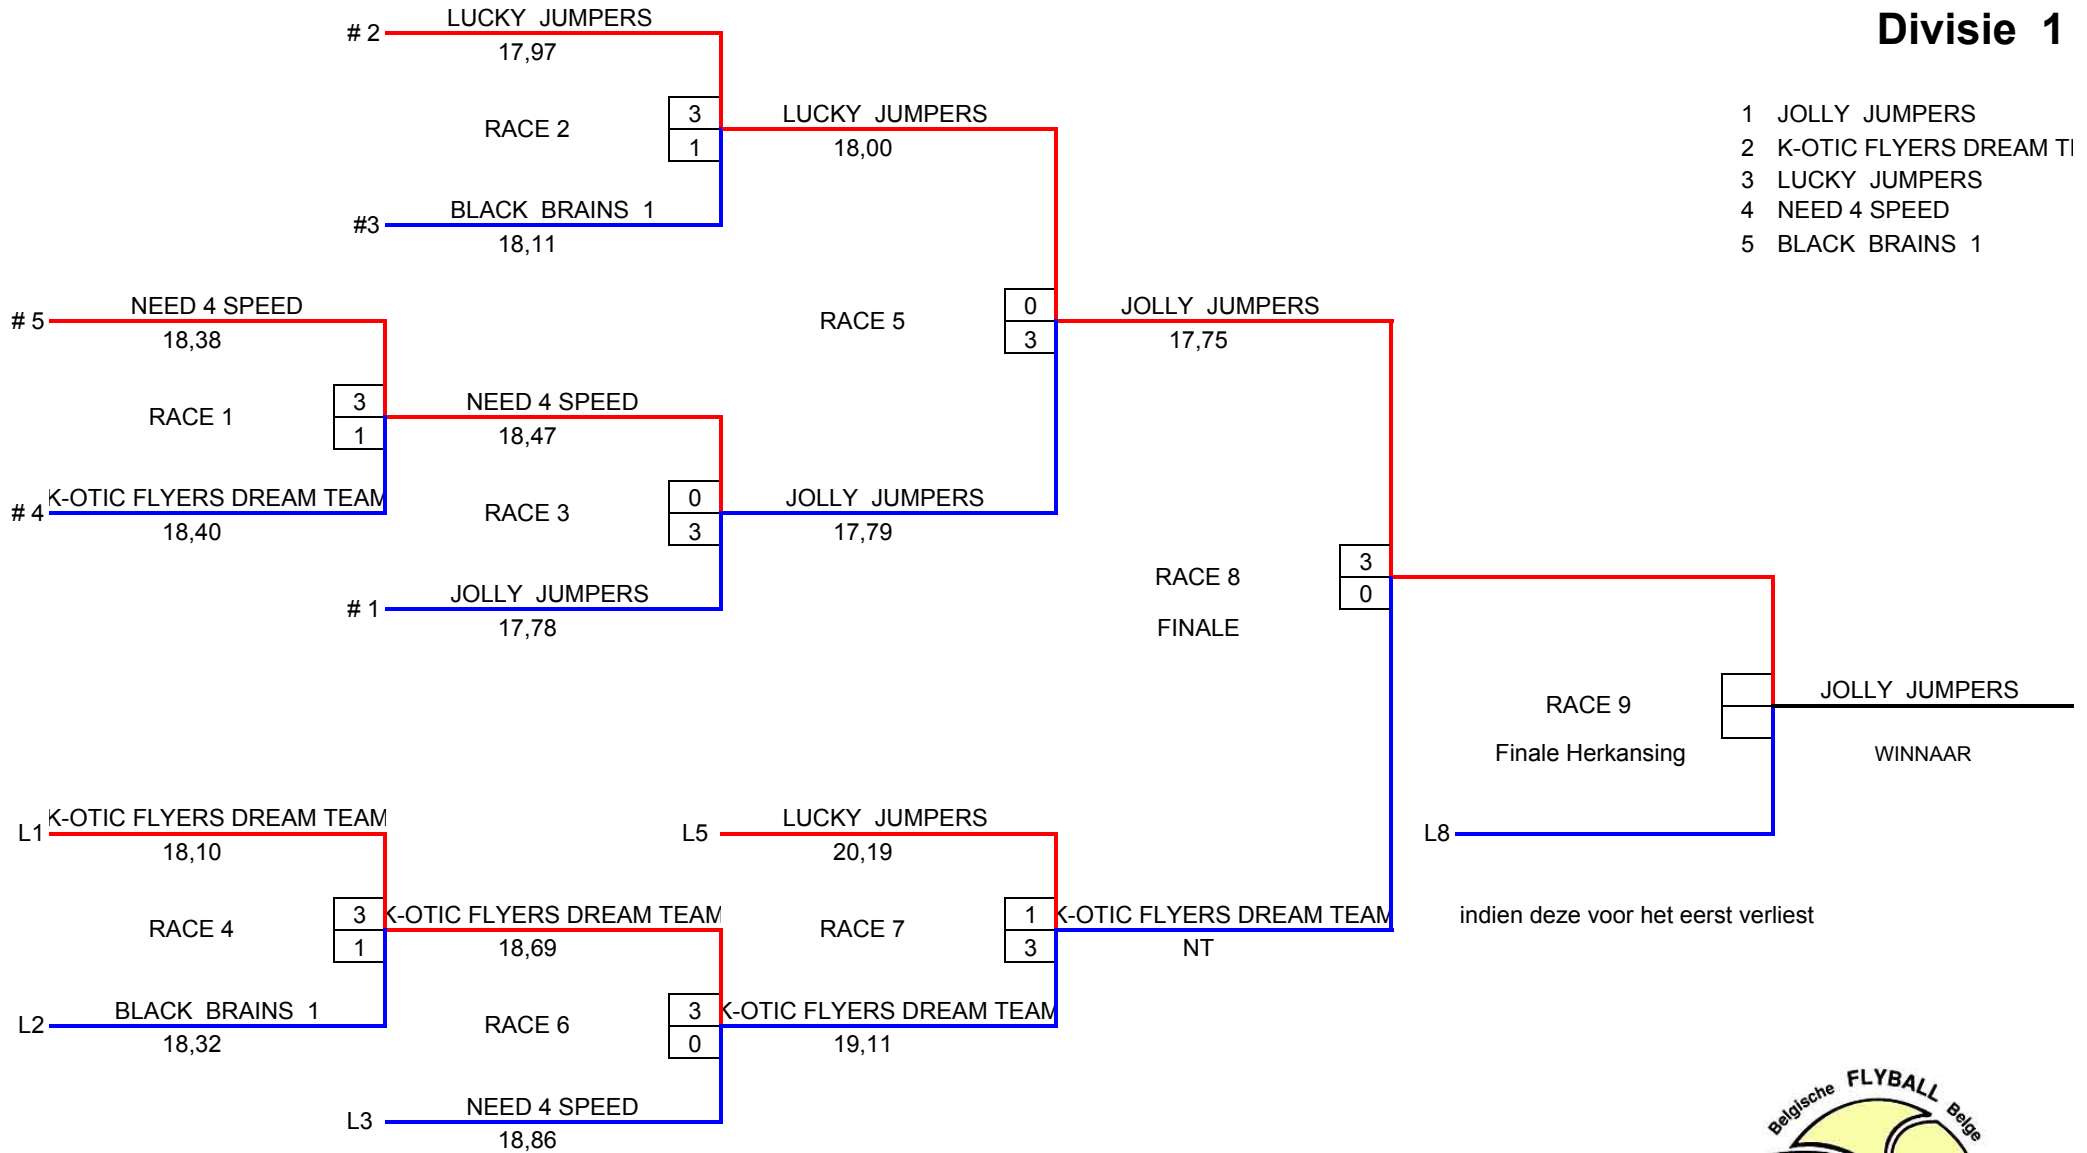 Divisie 1
1 JOLLY JUMPERS
2 K-OTIC FLYERS DREAM
3 LUCKY JUMPERS
4 NEED 4 SPEED
5 BLACK BRAINS 1
# 2 LUCKY JUMPERS
17,97
RACE 2
3
1
#3 BLACK BRAINS 1
18,11
LUCKY JUMPERS
18,00
# 5 NEED 4 SPEED
18,38
RACE 1
3
1
# 4 K-OTIC FLYERS DREAM TEAM
18,40
NEED 4 SPEED
18,47
RACE 3
0
3
# 1 JOLLY JUMPERS
17,78
JOLLY JUMPERS
17,79
RACE 5
0
3
JOLLY JUMPERS
17,75
RACE 8
3
0
FINALE
L1 K-OTIC FLYERS DREAM TEAM
18,10
RACE 4
3
1
L2 BLACK BRAINS 1
18,32
K-OTIC FLYERS DREAM TEAM
18,69
RACE 6
3
0
L3 NEED 4 SPEED
18,86
L5 LUCKY JUMPERS
20,19
RACE 7
1
3
K-OTIC FLYERS DREAM TEAM
19,11
K-OTIC FLYERS DREAM TEAM
NT
RACE 9
Finale Herkansing
JOLLY JUMPERS
WINNAAR
L8
indien deze voor het eerst verliest
Belgische FLYBALL Belge